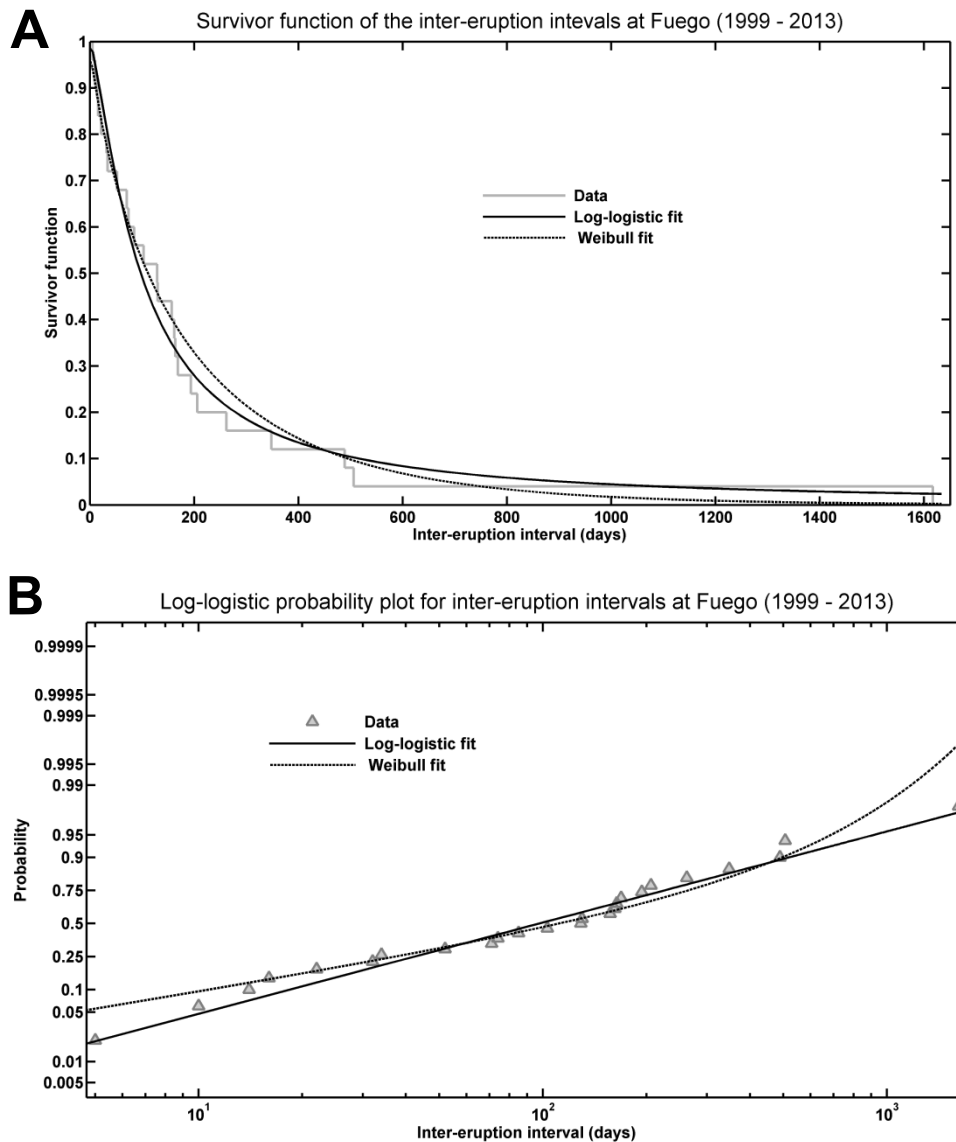 A
Survivor function of the inter-eruption intevals at Fuego (1999 - 2013)
1
0.9
0.8
0.7
0.6
0.5
0.4
0.3
0.2
0.1
0
Survivor function
Data
Log-logistic fit
Weibull fit
0 200 400 600 800 1000 1200 1400 1600
Inter-eruption interval (days)
B
Log-logistic probability plot for inter-eruption intervals at Fuego (1999 - 2013)
0.9999
0.9995
0.999
0.995
0.99
0.95
0.9
0.75
0.5
0.25
0.1
0.05
0.01
0.005
Probability
Data
Log-logistic fit
Weibull fit
10¹ 10² 10³
Inter-eruption interval (days)